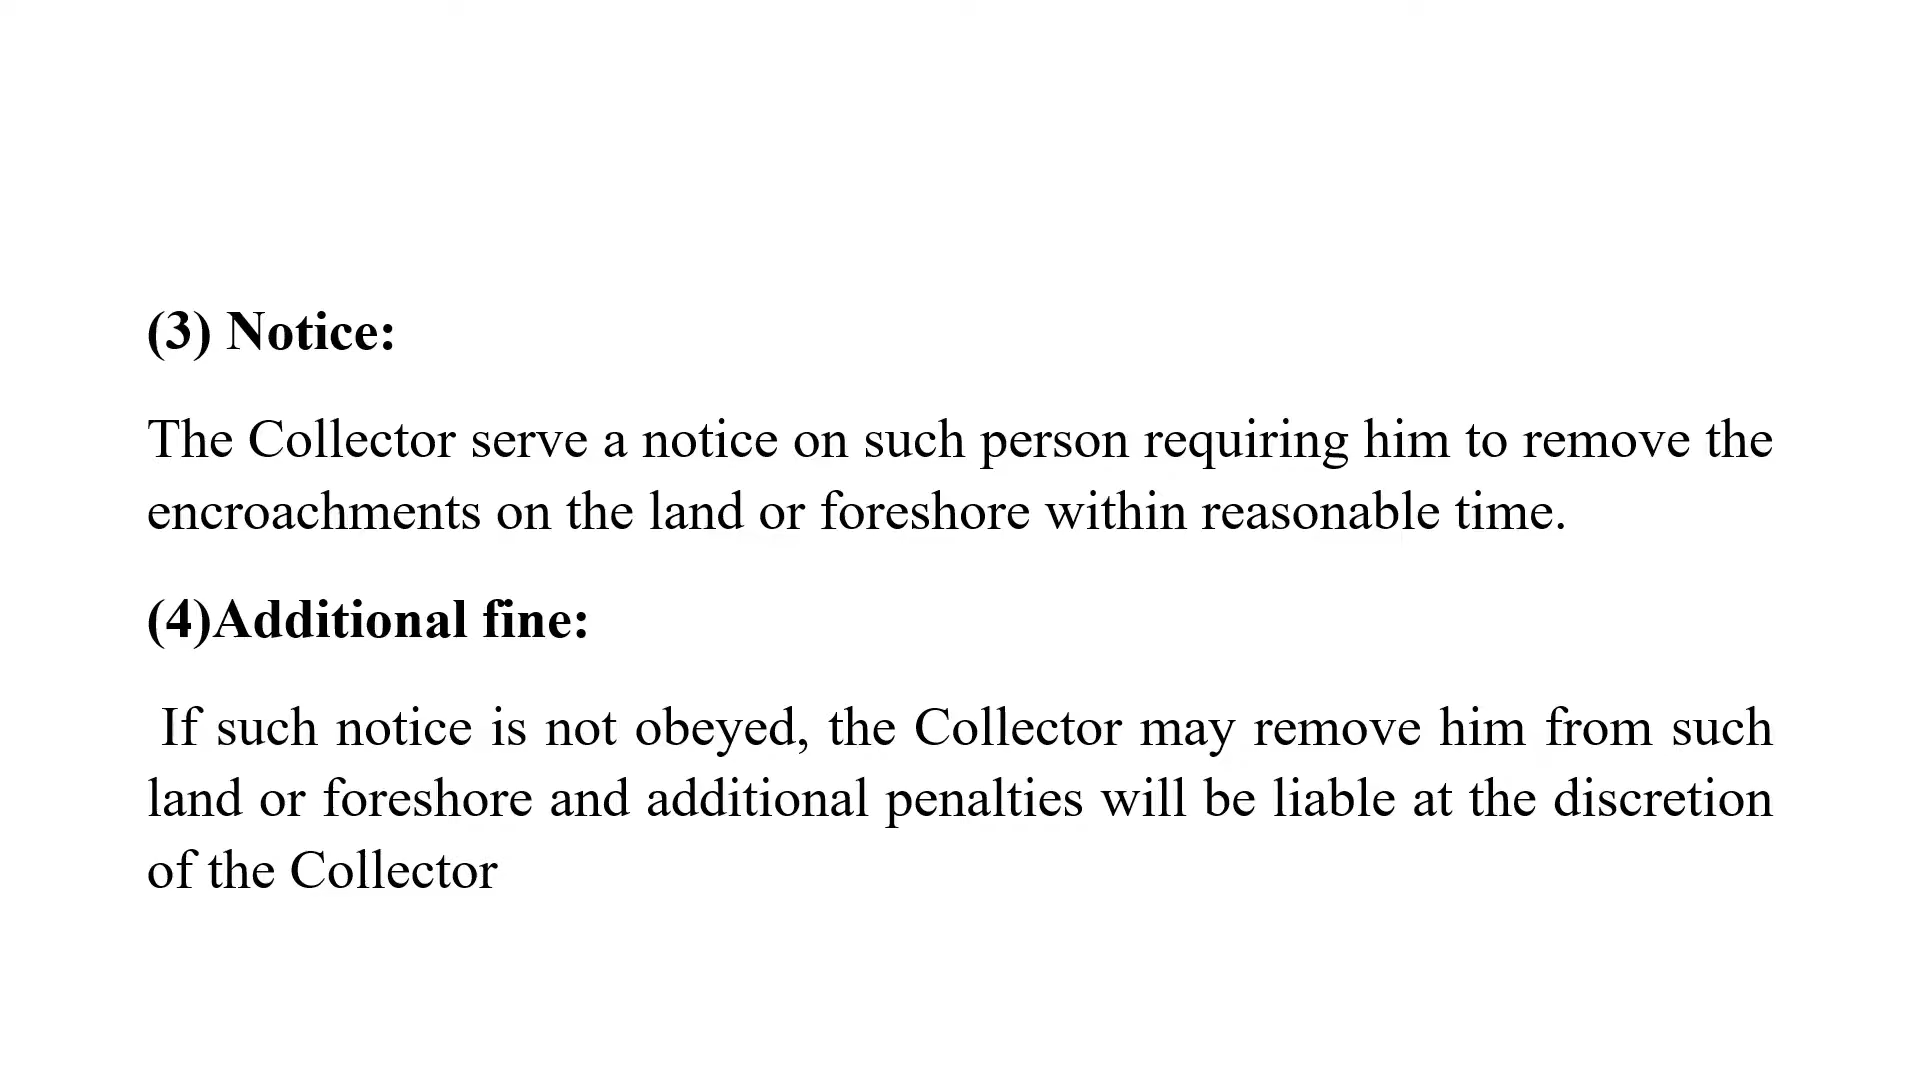 (3) Notice:
The Collector serve a notice on such person requiring him to remove the
encroachments on the land or foreshore within reasonable time.
(4)Additional fine:
If such notice is not obeyed, the Collector may remove him from such
land or foreshore and additional penalties will be liable at the discretion
of the Collector